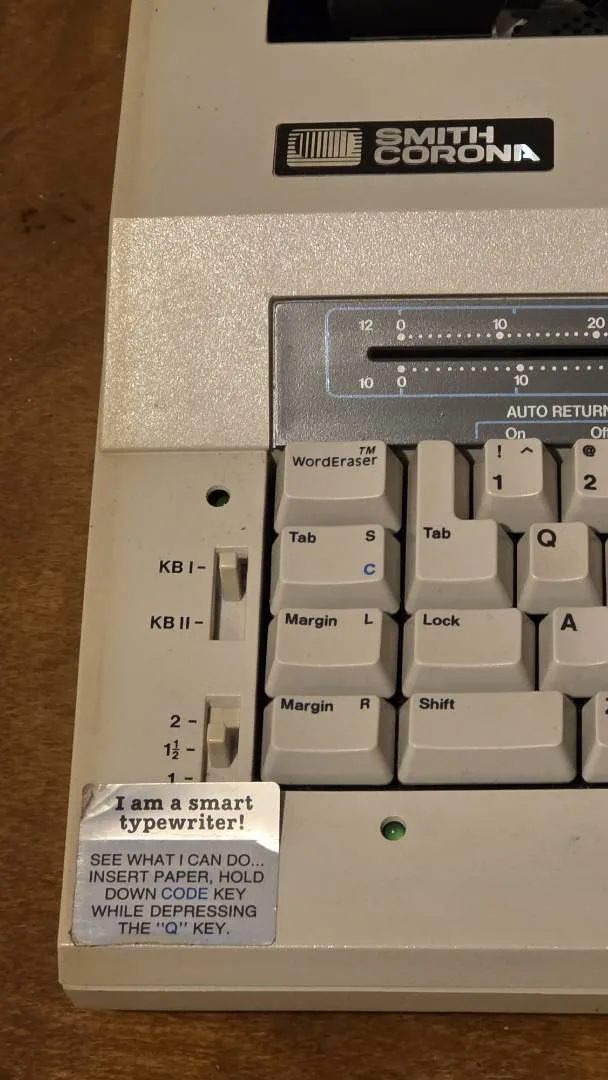 SMITH
CORONA
12 0 10 20
10 0 10
AUTO RETURN
On
TM
WordEraser
! ^
1
@
2
Tab S
C
Tab
Q
KB I
KB II
Margin L
Lock
A
Margin R
Shift
2
1½
1
I am a smart
typewriter!
SEE WHAT I CAN DO...
INSERT PAPER, HOLD
DOWN CODE KEY
WHILE DEPRESSING
THE "Q" KEY.